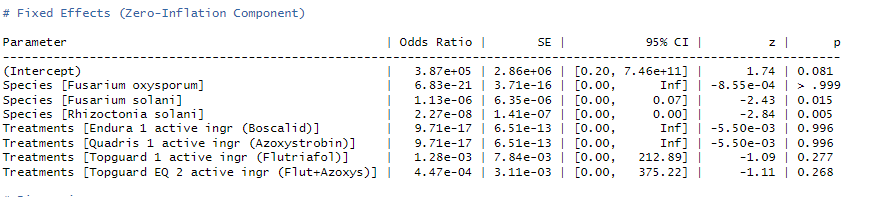 # Fixed Effects (Zero-Inflation Component)
Parameter | Odds Ratio | SE | 95% CI | z | p
---------------------------------------------------------------------------------------------------------------------
(Intercept) | 3.87e+05 | 2.86e+06 | [0.20, 7.46e+11] | 1.74 | 0.081
Species [Fusarium oxysporum] | 6.83e-21 | 3.71e-16 | [0.00, Inf] | -8.55e-04 | > .999
Species [Fusarium solani] | 1.13e-06 | 6.35e-06 | [0.00, 0.07] | -2.43 | 0.015
Species [Rhizoctonia solani] | 2.27e-08 | 1.41e-07 | [0.00, 0.00] | -2.84 | 0.005
Treatments [Endura 1 active ingr (Boscalid)] | 9.71e-17 | 6.51e-13 | [0.00, Inf] | -5.50e-03 | 0.996
Treatments [Quadris 1 active ingr (Azoxystrobin)] | 9.71e-17 | 6.51e-13 | [0.00, Inf] | -5.50e-03 | 0.996
Treatments [Topguard 1 active ingr (Flutriafol)] | 1.28e-03 | 7.84e-03 | [0.00, 212.89] | -1.09 | 0.277
Treatments [Topguard EQ 2 active ingr (Flut+Azoxys)] | 4.47e-04 | 3.11e-03 | [0.00, 375.22] | -1.11 | 0.268